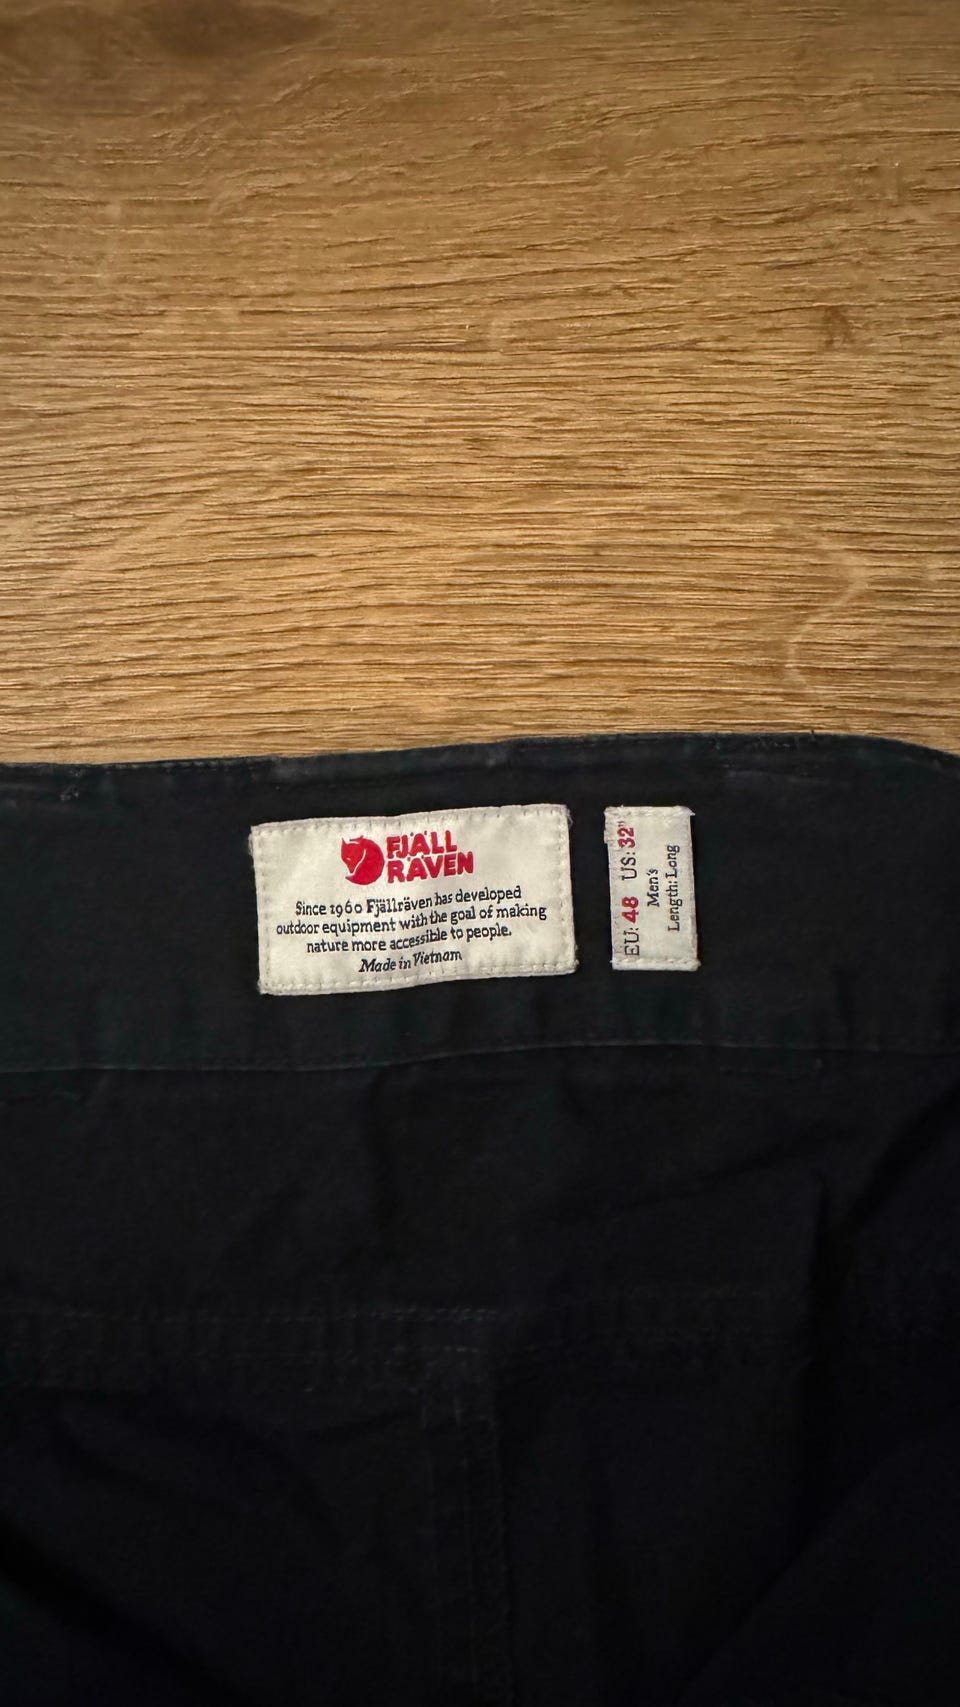 FJÄLL
RÄVEN
Since 1960 Fjällräven has developed
outdoor equipment with the goal of making
nature more accessible to people.
Made in Vietnam
EU: 48 US: 32"
Men's
Length: Long